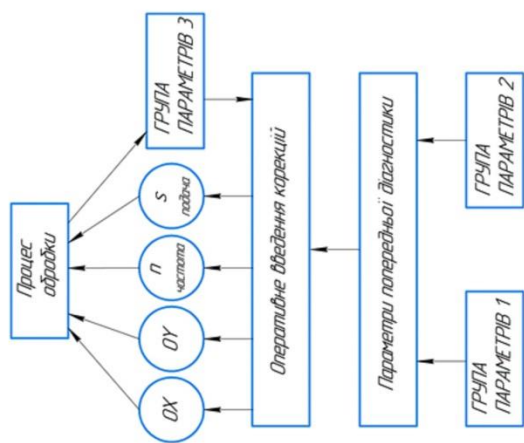 Процес
обробки
ГРУПА
ПАРАМЕТРІВ 3
OX
OY
n
частота
s
подача
Оперативне введення корекцій
Параметри попередньої діагностики
ГРУПА
ПАРАМЕТРІВ 1
ГРУПА
ПАРАМЕТРІВ 2